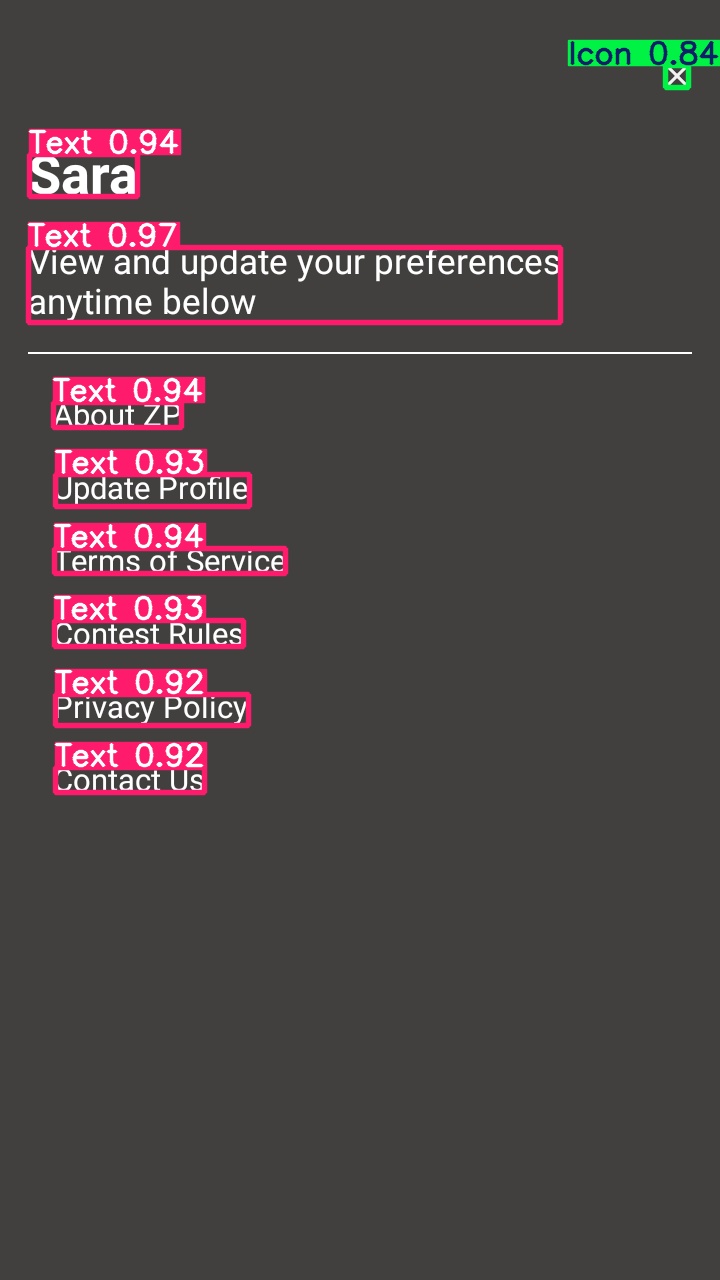 Icon 0.84
Text 0.94
Sara
Text 0.97
View and update your preferences
anytime below
Text 0.94
About ZP
Text 0.93
Update Profile
Text 0.94
Terms of Service
Text 0.93
Contest Rules
Text 0.92
Privacy Policy
Text 0.92
Contact Us